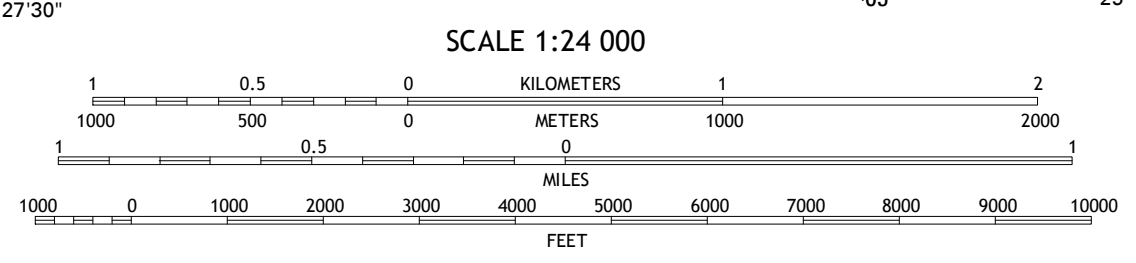 27'30"
SCALE 1:24 000
1 0.5 0 KILOMETERS 1 2
1000 500 0 METERS 1000 2000
1 0.5 0 1
MILES
1000 0 1000 2000 3000 4000 5000 6000 7000 8000 9000 10000
FEET